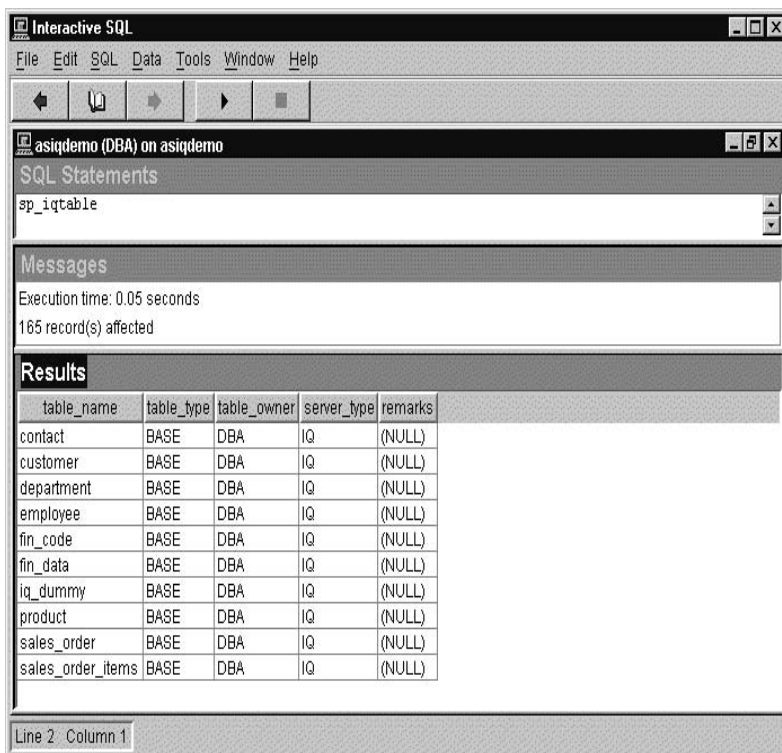 Interactive SQL
File Edit SQL Data Tools Window Help
asiqdemo (DBA) on asiqdemo
SQL Statements
sp_iqtable
Messages
Execution time: 0.05 seconds
165 record(s) affected
Results
table_name table_type table_owner server_type remarks
contact BASE DBA IQ (NULL)
customer BASE DBA IQ (NULL)
department BASE DBA IQ (NULL)
employee BASE DBA IQ (NULL)
fin_code BASE DBA IQ (NULL)
fin_data BASE DBA IQ (NULL)
iq_dummy BASE DBA IQ (NULL)
product BASE DBA IQ (NULL)
sales_order BASE DBA IQ (NULL)
sales_order_items BASE DBA IQ (NULL)
Line 2 Column 1